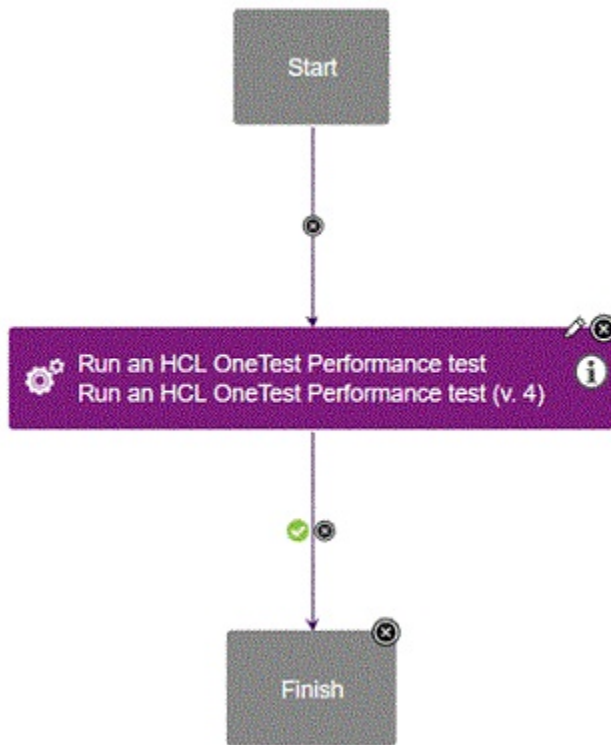 Start
Run an HCL OneTest Performance test
Run an HCL OneTest Performance test (v. 4)
Finish